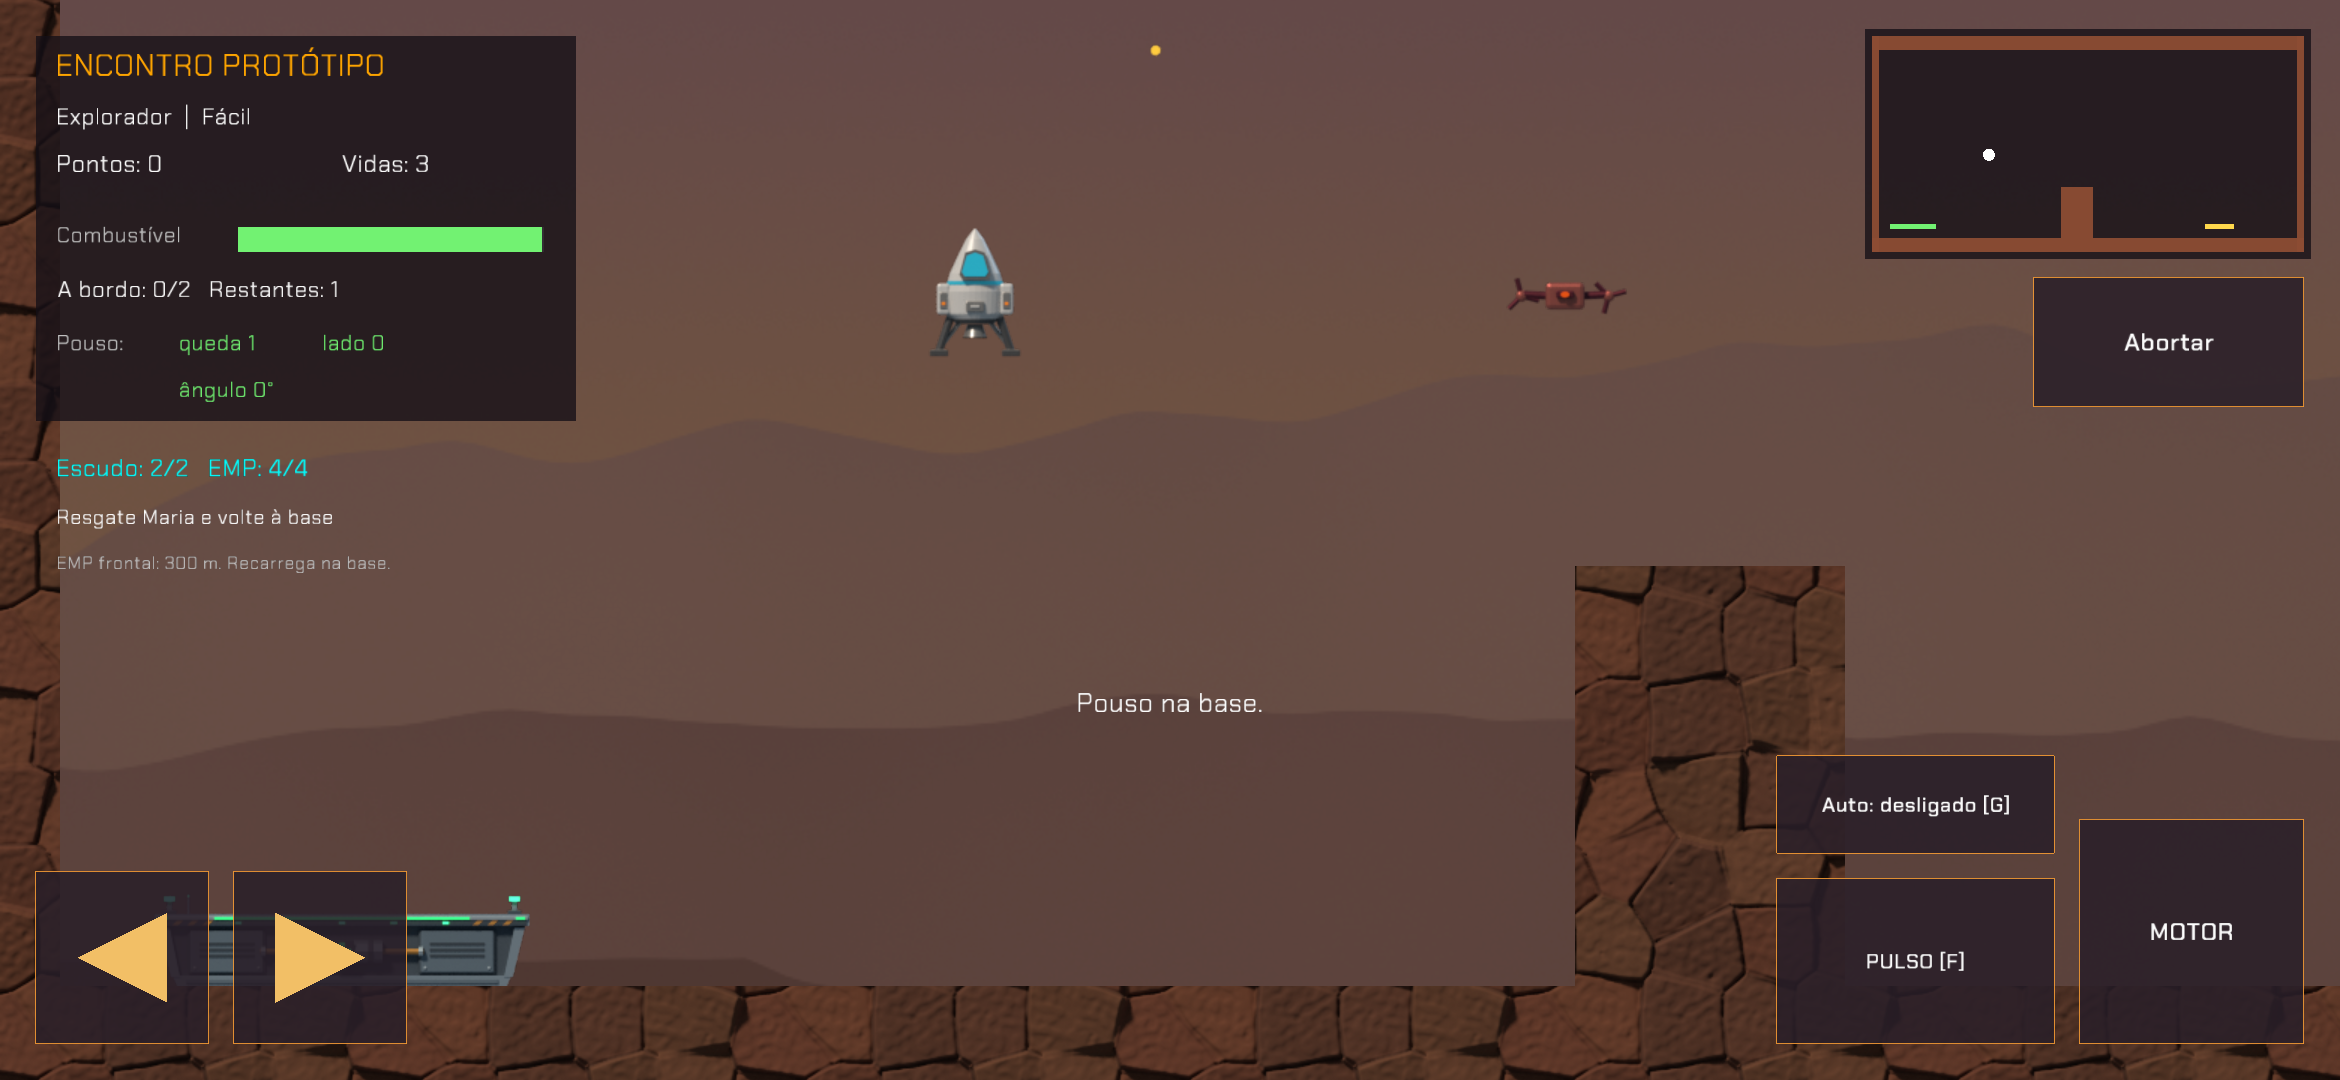 ENCONTRO PROTÓTIPO
Explorador | Fácil
Pontos: 0 Vidas: 3
Combustível
A bordo: 0/2 Restantes: 1
Pouso: queda 1 lado 0
ângulo 0°
Escudo: 2/2 EMP: 4/4
Resgate Maria e volte à base
EMP frontal: 300 m. Recarrega na base.
Abortar
Pouso na base.
Auto: desligado [G]
PULSO [F]
MOTOR